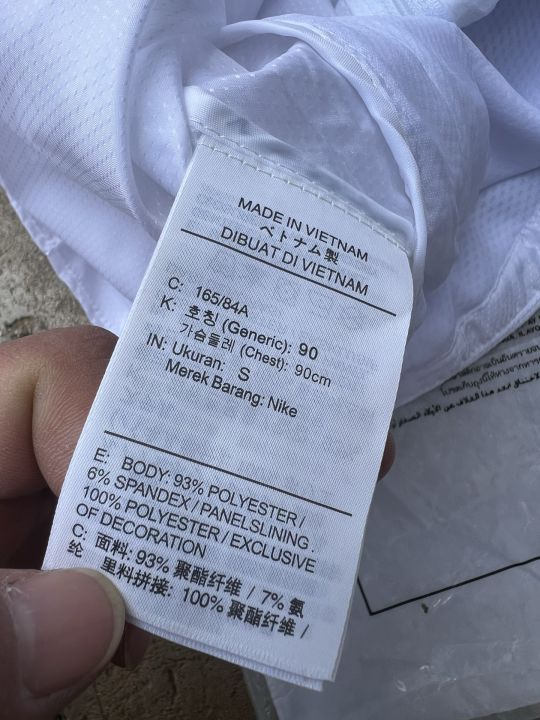 MADE IN VIETNAM
ベトナム製
DIBUAT DI VIETNAM
C: 165/84A
K: 호칭 (Generic): 90
가슴둘레 (Chest): 90cm
IN: Ukuran: S
Merek Barang: Nike
E: BODY: 93% POLYESTER /
6% SPANDEX / PANELSLINING .
100% POLYESTER / EXCLUSIVE
OF DECORATION
C: 面料: 93% 聚酯纤维 / 7% 氨
纶
里料拼接: 100% 聚酯纤维 /